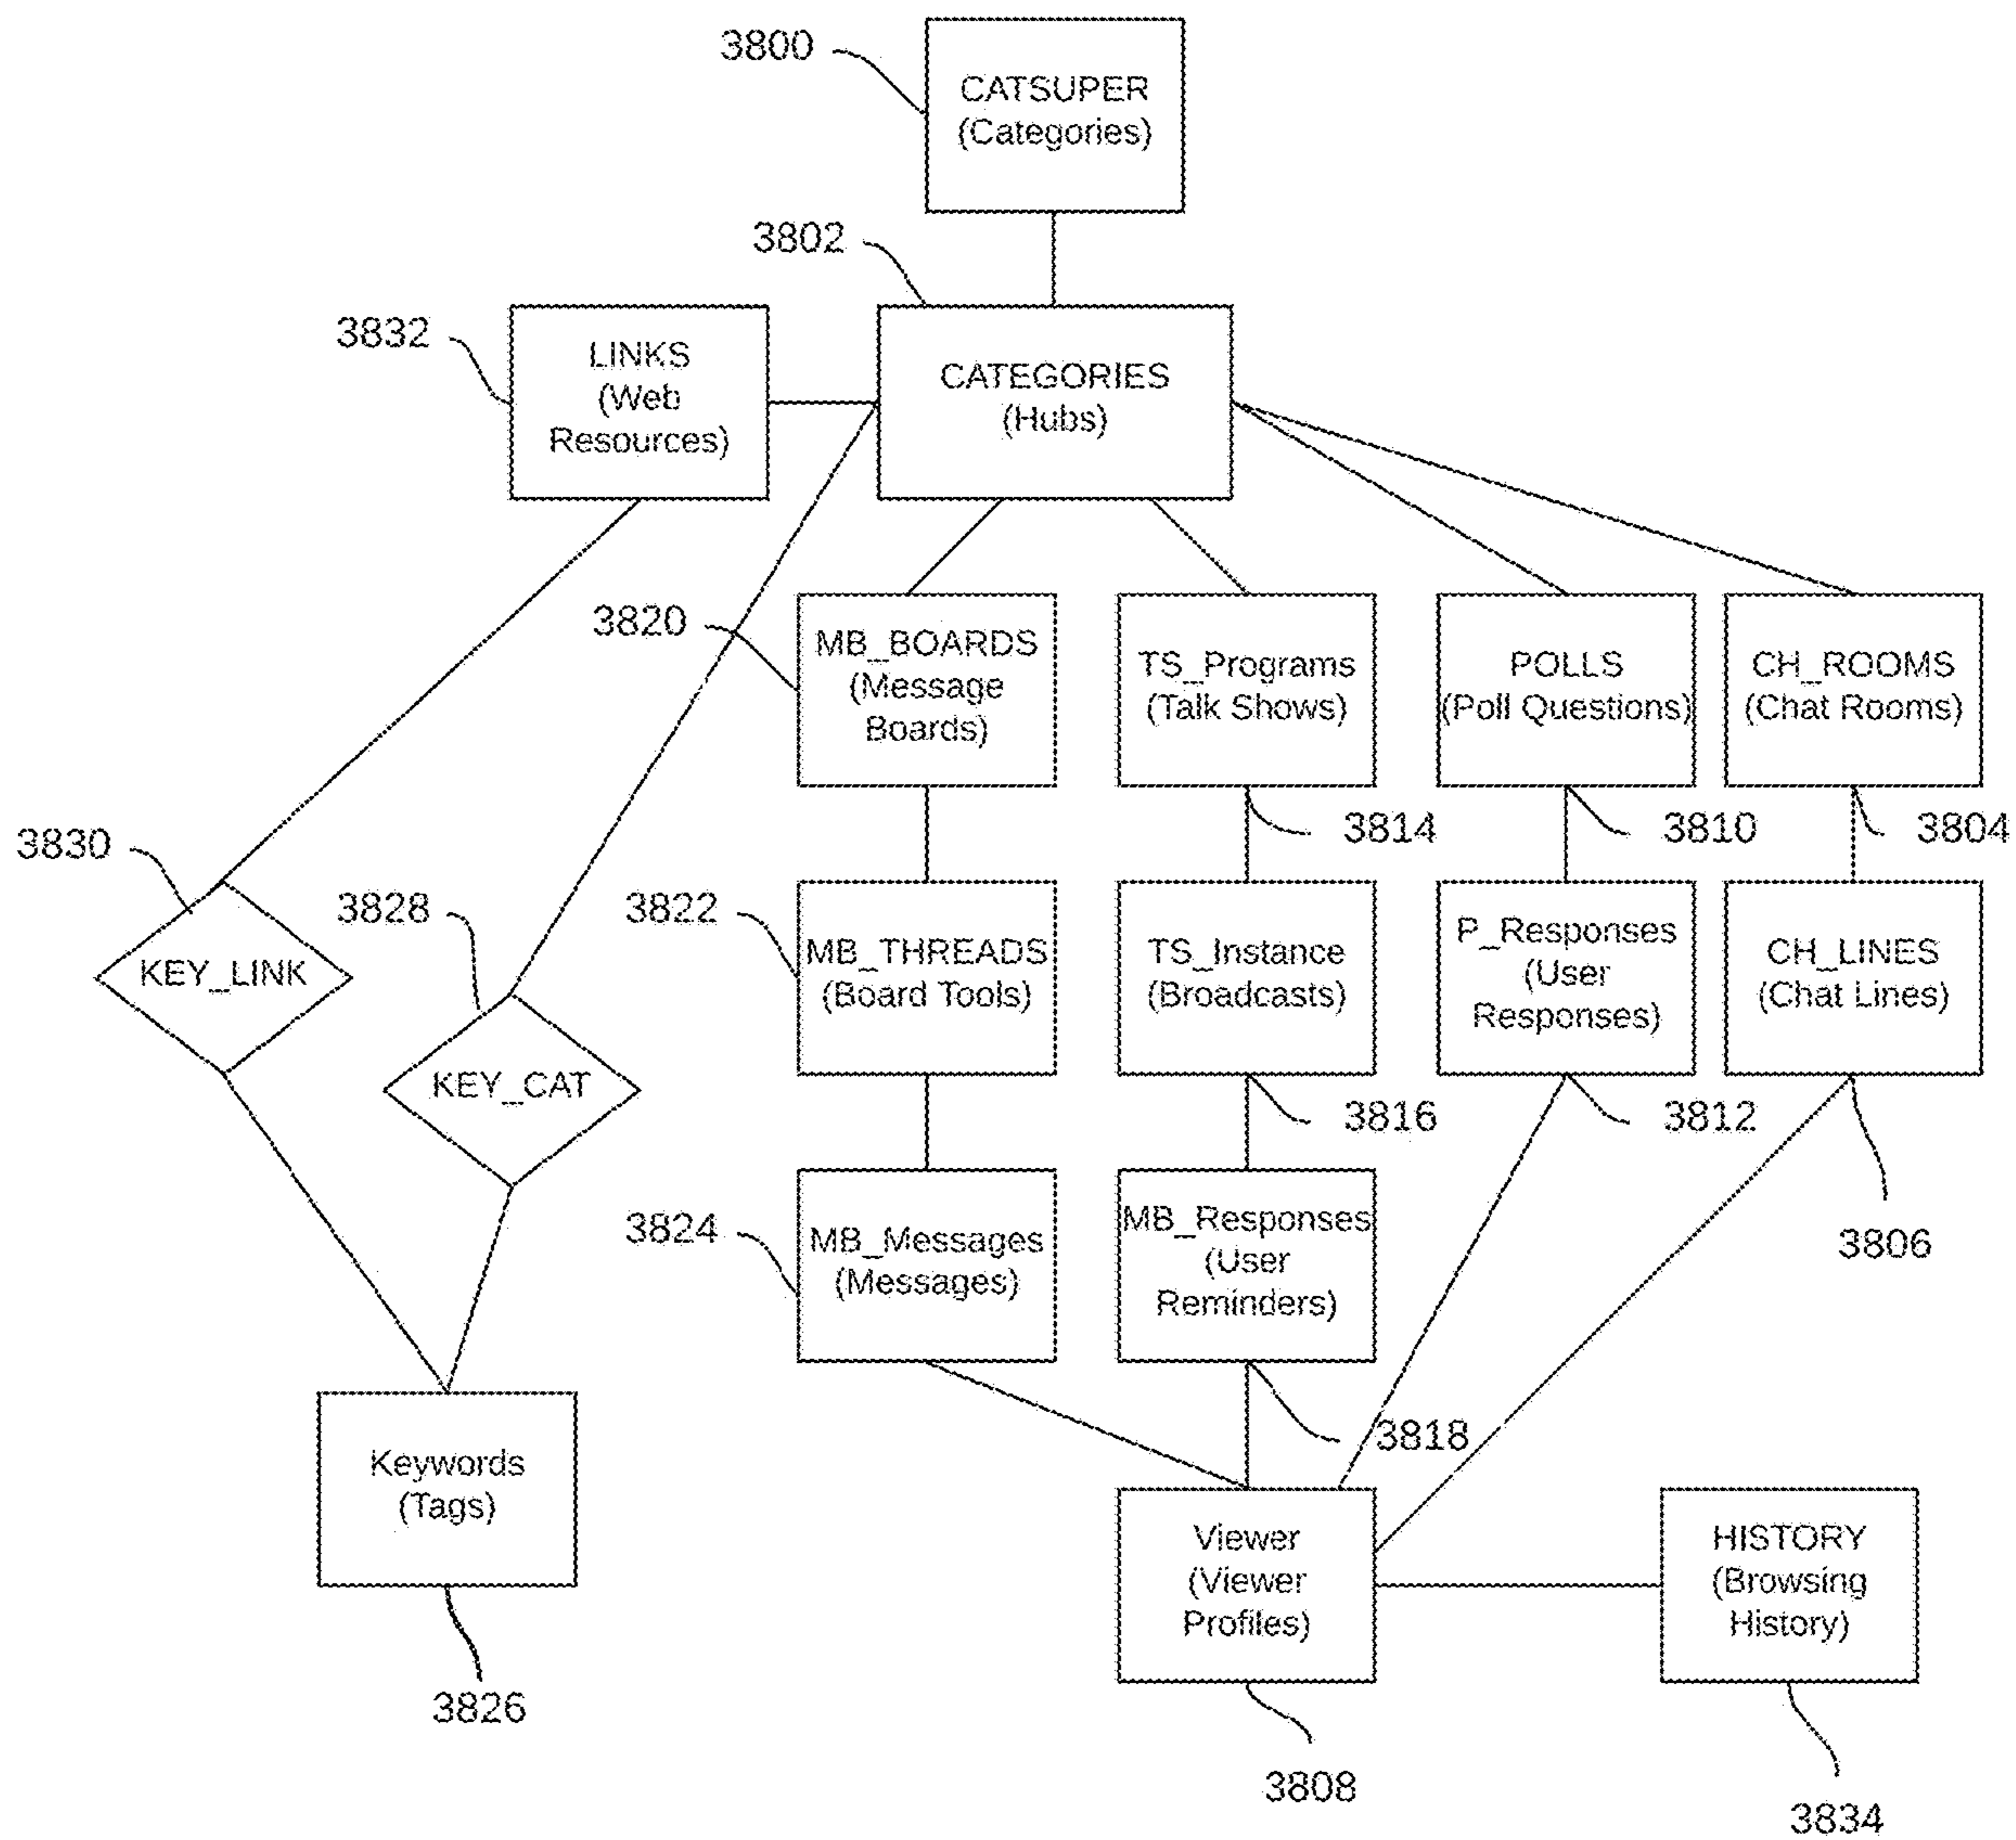 3800
CATSUPER
(Categories)
3802
3832
LINKS
(Web
Resources)
CATEGORIES
(Hubs)
3820
MB_BOARDS
(Message
Boards)
TS_Programs
(Talk Shows)
POLLS
(Poll Questions)
CH_ROOMS
(Chat Rooms)
3814
3810
3804
3830
KEY_LINK
3828
KEY_CAT
3822
MB_THREADS
(Board Tools)
TS_Instance
(Broadcasts)
P_Responses
(User
Responses)
CH_LINES
(Chat Lines)
3816
3812
3806
3824
MB_Messages
(Messages)
MB_Responses
(User
Reminders)
3818
Keywords
(Tags)
3826
Viewer
(Viewer
Profiles)
HISTORY
(Browsing
History)
3808
3834